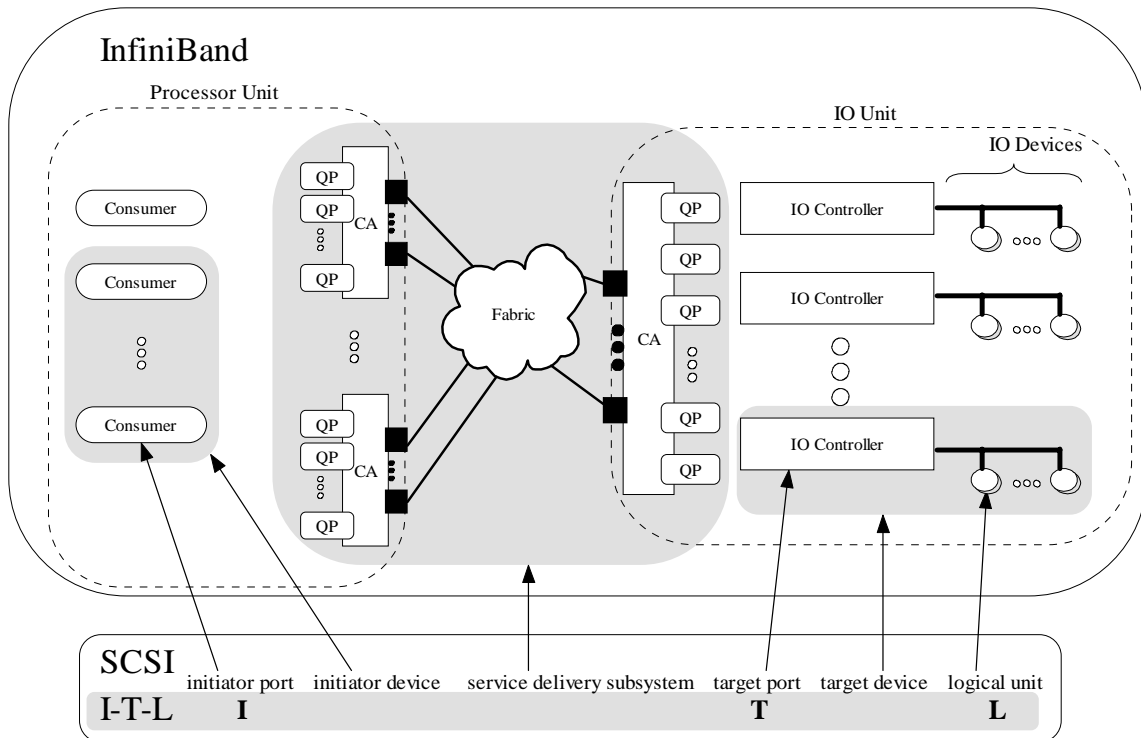 InfiniBand
Processor Unit
IO Unit
IO Devices
QP
QP
QP
CA
Consumer
Consumer
Consumer
QP
QP
QP
CA
Fabric
CA
QP
QP
QP
QP
QP
IO Controller
IO Controller
IO Controller
SCSI
initiator port initiator device service delivery subsystem target port target device logical unit
I-T-L I T L